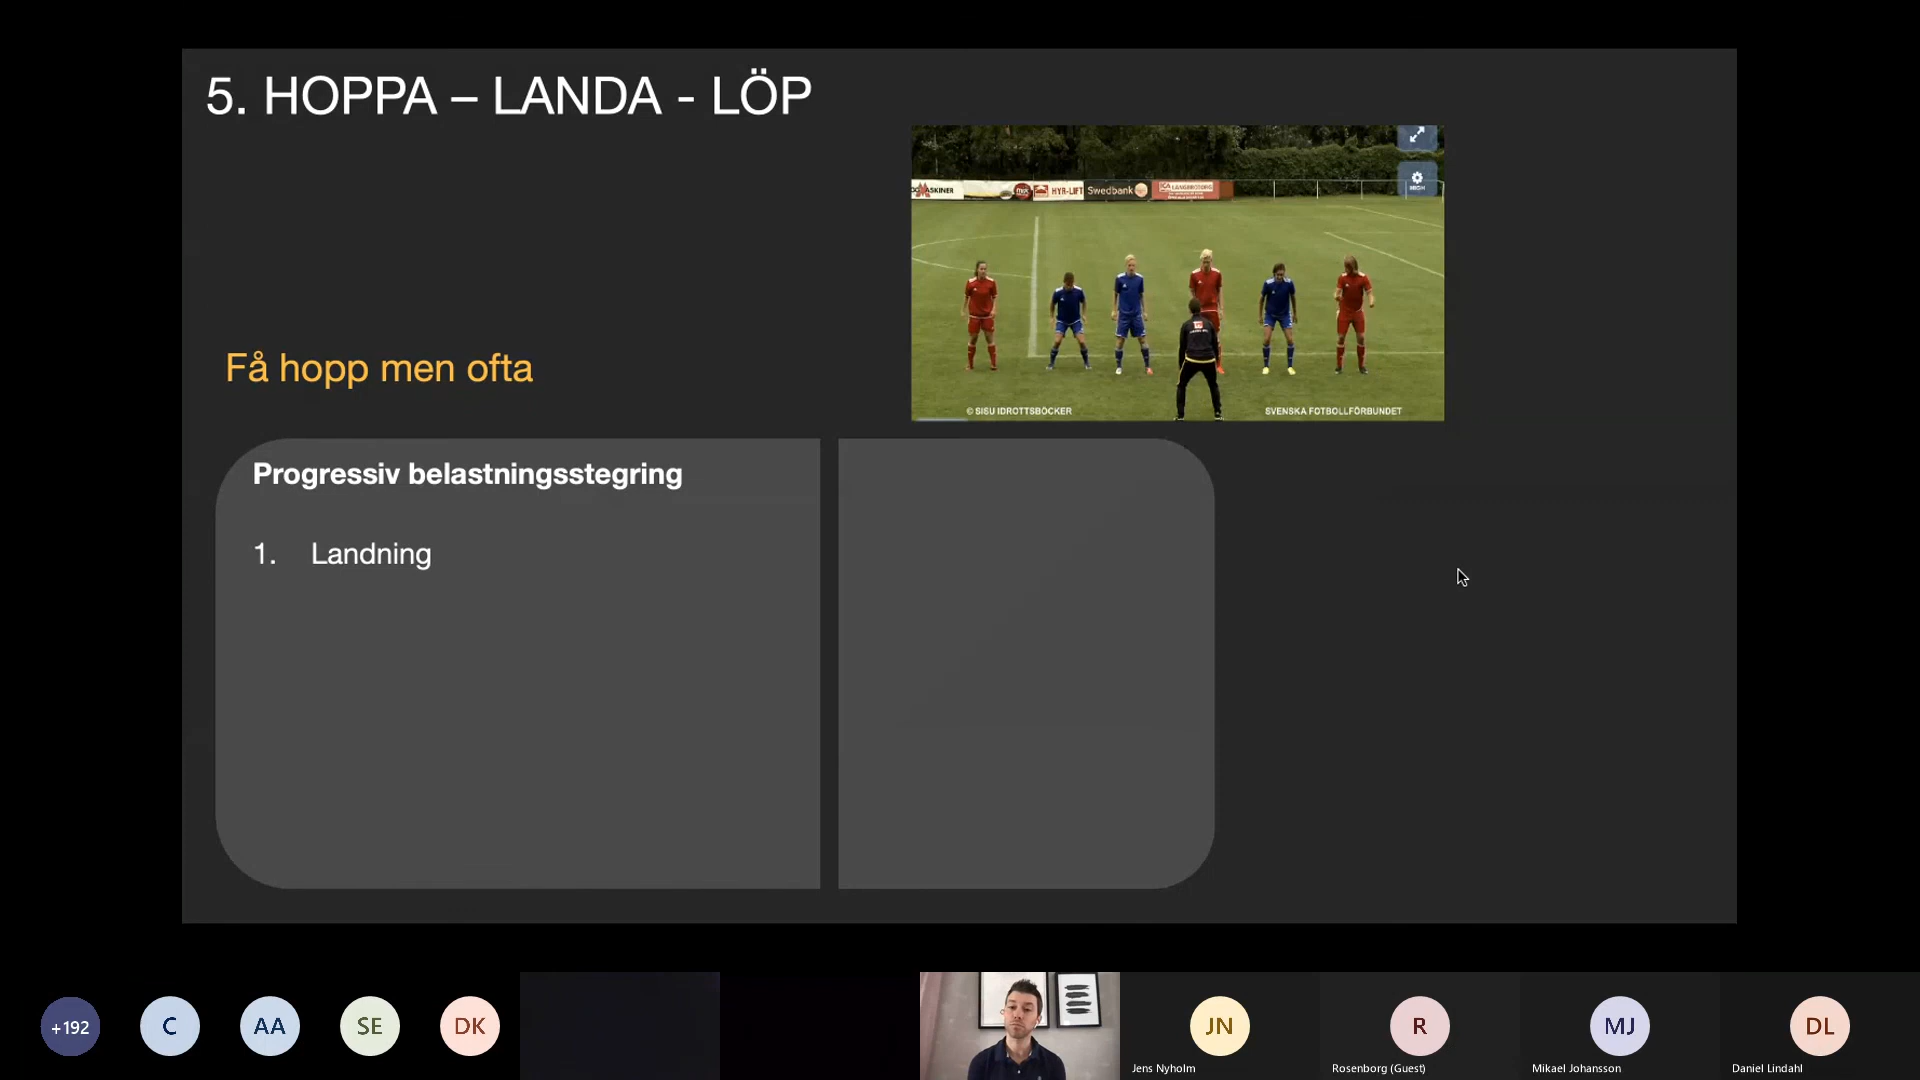 5. HOPPA – LANDA - LÖP
HYR-LIFT
Swedbank
HIGH
© SISU IDROTTSBÖCKER
SVENSKA FOTBOLLFÖRBUNDET
Få hopp men ofta
Progressiv belastningsstegring
1. Landning
+192
C
AA
SE
DK
JN
R
MJ
DL
Jens Nyholm
Rosenborg (Guest)
Mikael Johansson
Daniel Lindahl